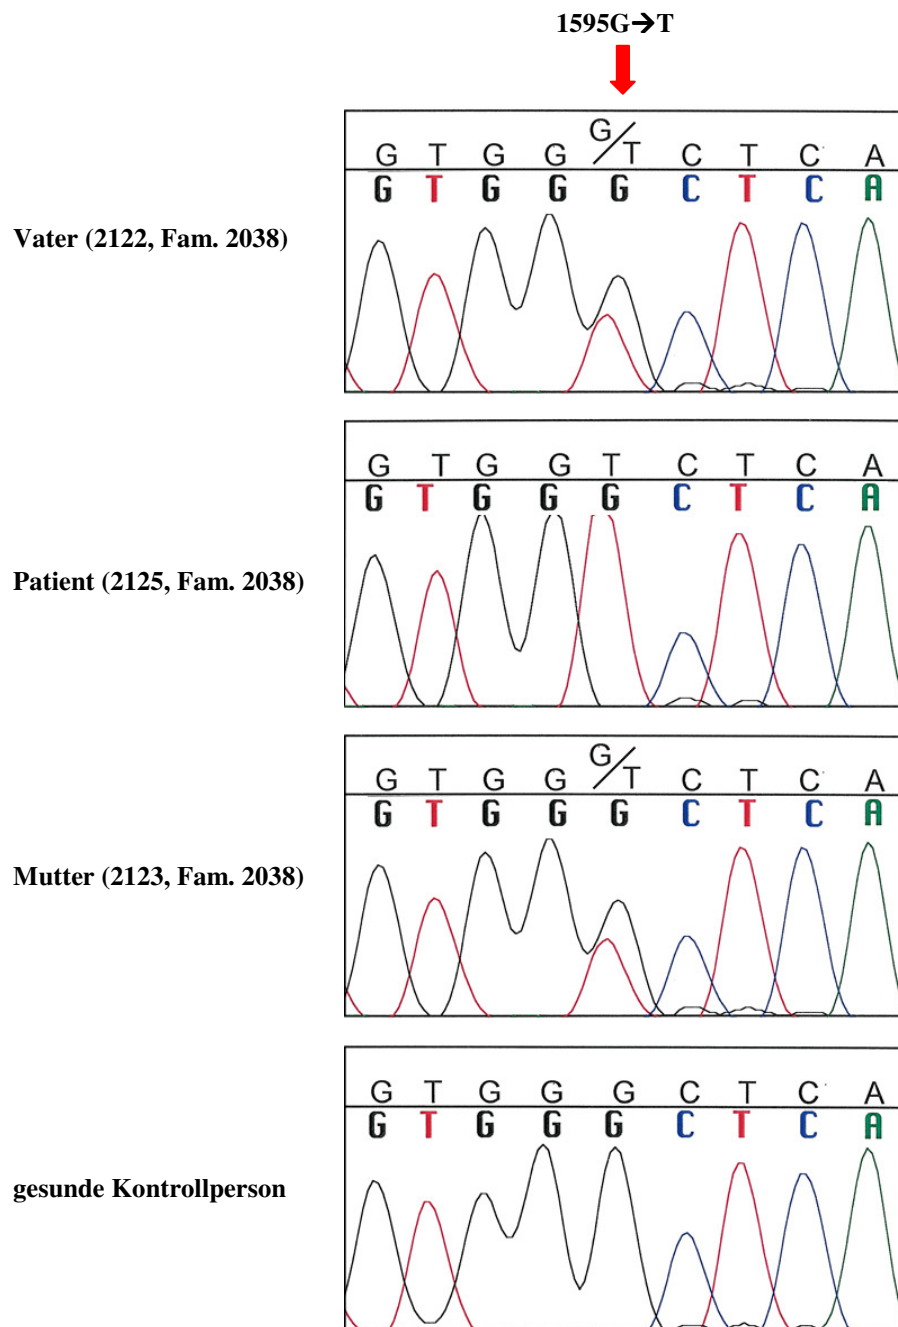 1595G→T
G T G G G/T C T C A
G T G G G C T C A
Vater (2122, Fam. 2038)
G T G G T C T C A
G T G G G C T C A
Patient (2125, Fam. 2038)
G T G G G/T C T C A
G T G G G C T C A
Mutter (2123, Fam. 2038)
G T G G G C T C A
G T G G G C T C A
gesunde Kontrollperson